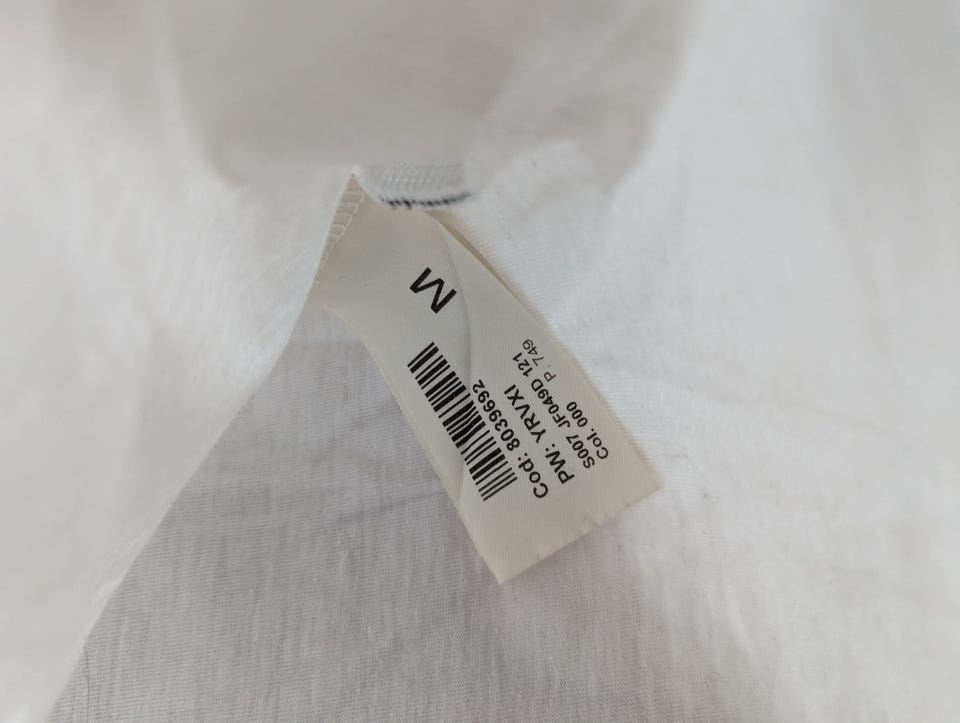 M
Cod: 8039692
PW: YRVXI
S007 JF049D 121
Col. 000 P. 749